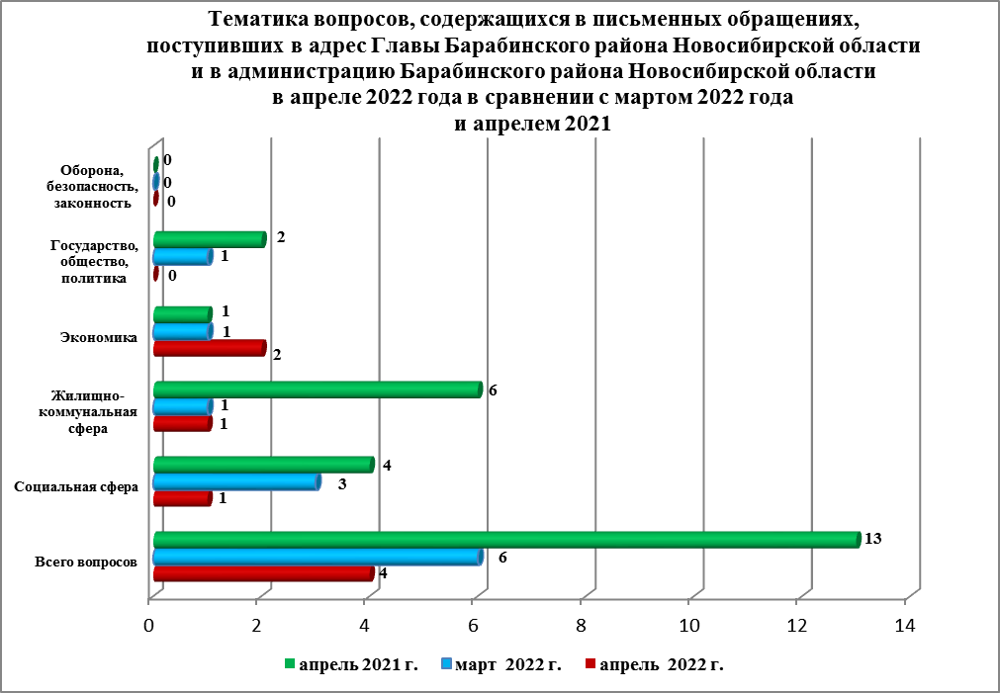 Тематика вопросов, содержащихся в письменных обращениях,
поступивших в адрес Главы Барабинского района Новосибирской области
и в администрацию Барабинского района Новосибирской области
в апреле 2022 года в сравнении с мартом 2022 года
и апрелем 2021
Оборона,
безопасность,
законность
0
0
0
Государство,
общество,
политика
2
1
0
Экономика
1
1
2
Жилищно-
коммунальная
сфера
6
1
1
Социальная сфера
4
3
1
Всего вопросов
13
6
4
0 2 4 6 8 10 12 14
апрель 2021 г. март 2022 г. апрель 2022 г.